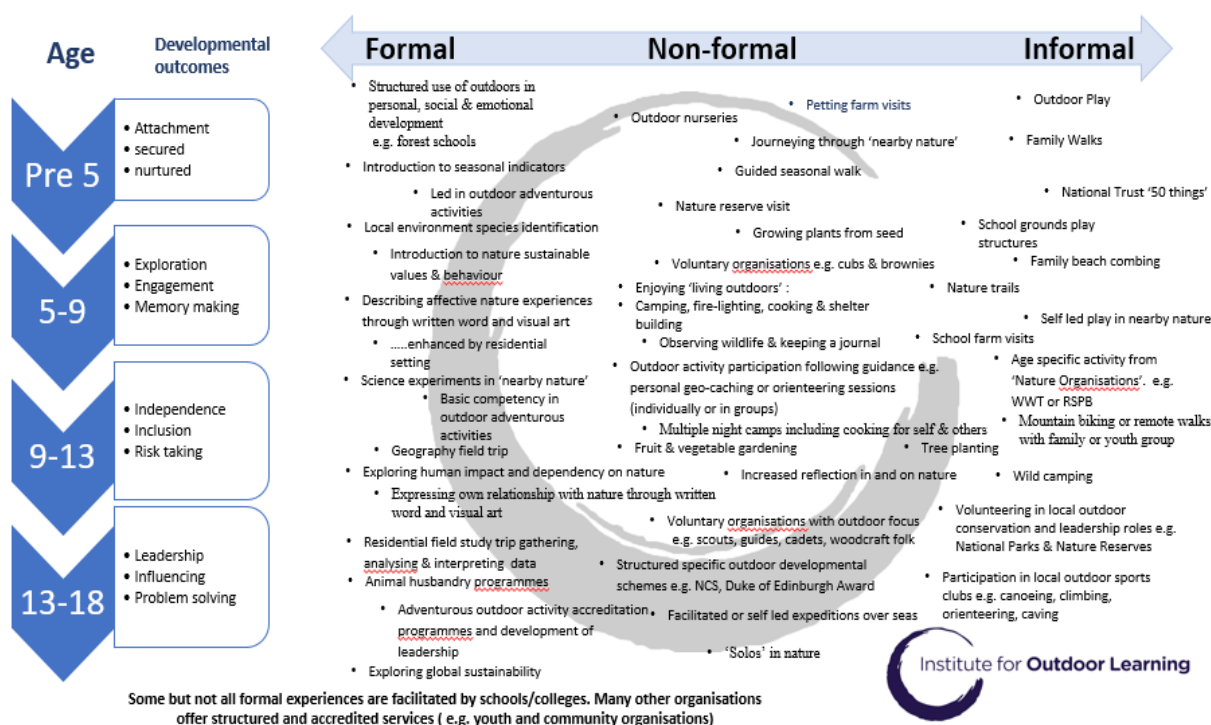 Age
Developmental
outcomes
Formal
Non-formal
Informal
Pre 5
• Attachment
• secured
• nurtured
5-9
• Exploration
• Engagement
• Memory making
9-13
• Independence
• Inclusion
• Risk taking
13-18
• Leadership
• Influencing
• Problem solving
• Structured use of outdoors in
personal, social & emotional
development
e.g. forest schools
• Introduction to seasonal indicators
• Led in outdoor adventurous
activities
• Local environment species identification
• Introduction to nature sustainable
values & behaviour
• Describing affective nature experiences
through written word and visual art
• .....enhanced by residential
setting
• Science experiments in ‘nearby nature’
• Basic competency in
outdoor adventurous
activities
• Geography field trip
• Exploring human impact and dependency on nature
• Expressing own relationship with nature through written
word and visual art
• Residential field study trip gathering,
analysing & interpreting data
• Animal husbandry programmes
• Adventurous outdoor activity accreditation
programmes and development of
leadership
• Exploring global sustainability
• Petting farm visits
• Outdoor nurseries
• Journeying through ‘nearby nature’
• Guided seasonal walk
• Nature reserve visit
• Growing plants from seed
• Voluntary organisations e.g. cubs & brownies
• Enjoying ‘living outdoors’ :
• Camping, fire-lighting, cooking & shelter
building
• Observing wildlife & keeping a journal
• Outdoor activity participation following guidance e.g.
personal geo-caching or orienteering sessions
(individually or in groups)
• Multiple night camps including cooking for self & others
• Fruit & vegetable gardening
• Tree planting
• Increased reflection in and on nature
• Voluntary organisations with outdoor focus
e.g. scouts, guides, cadets, woodcraft folk
• Structured specific outdoor developmental
schemes e.g. NCS, Duke of Edinburgh Award
• Facilitated or self led expeditions over seas
• ‘Solos’ in nature
• Outdoor Play
• Family Walks
• National Trust ‘50 things’
• School grounds play
structures
• Family beach combing
• Nature trails
• Self led play in nearby nature
• School farm visits
• Age specific activity from
‘Nature Organisations’. e.g.
WWT or RSPB
• Mountain biking or remote walks
with family or youth group
• Wild camping
• Volunteering in local outdoor
conservation and leadership roles e.g.
National Parks & Nature Reserves
• Participation in local outdoor sports
clubs e.g. canoeing, climbing,
orienteering, caving
Institute for Outdoor Learning
Some but not all formal experiences are facilitated by schools/colleges. Many other organisations
offer structured and accredited services ( e.g. youth and community organisations)